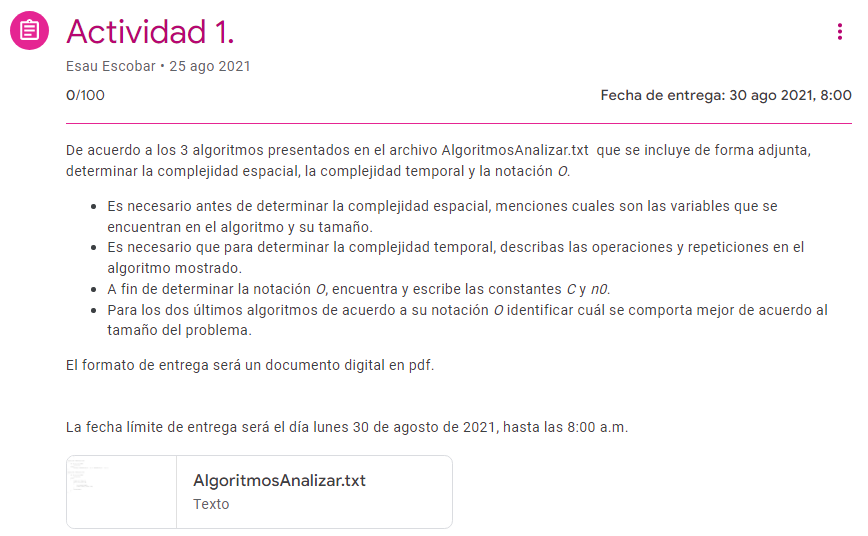 Actividad 1.
Esau Escobar • 25 ago 2021
0/100
Fecha de entrega: 30 ago 2021, 8:00
De acuerdo a los 3 algoritmos presentados en el archivo AlgoritmosAnalizar.txt  que se incluye de forma adjunta,
determinar la complejidad espacial, la complejidad temporal y la notación O.
• Es necesario antes de determinar la complejidad espacial, menciones cuales son las variables que se
encuentran en el algoritmo y su tamaño.
• Es necesario que para determinar la complejidad temporal, describas las operaciones y repeticiones en el
algoritmo mostrado.
• A fin de determinar la notación O, encuentra y escribe las constantes C y n0.
• Para los dos últimos algoritmos de acuerdo a su notación O identificar cuál se comporta mejor de acuerdo al
tamaño del problema.
El formato de entrega será un documento digital en pdf.
La fecha límite de entrega será el día lunes 30 de agosto de 2021, hasta las 8:00 a.m.
AlgoritmosAnalizar.txt
Texto